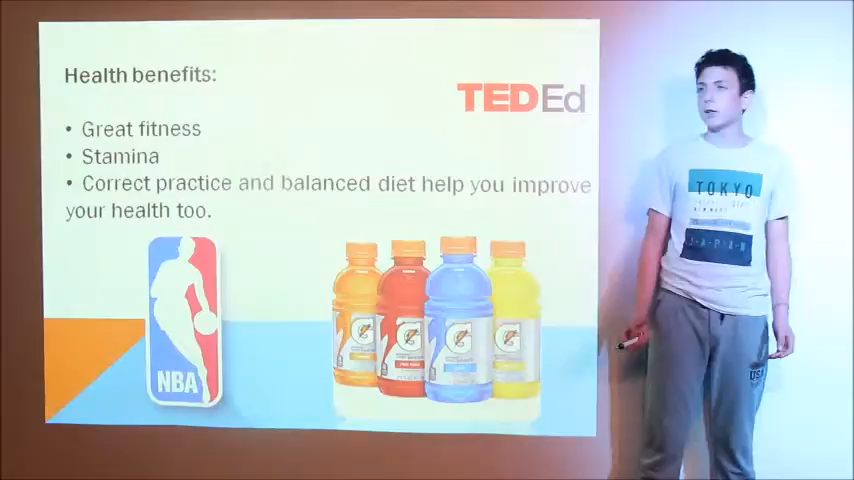 Health benefits:
TEDEd
• Great fitness
• Stamina
• Correct practice and balanced diet help you improve
your health too.
NBA
G G G G
TOKYO
J-A-P-A-N
USA